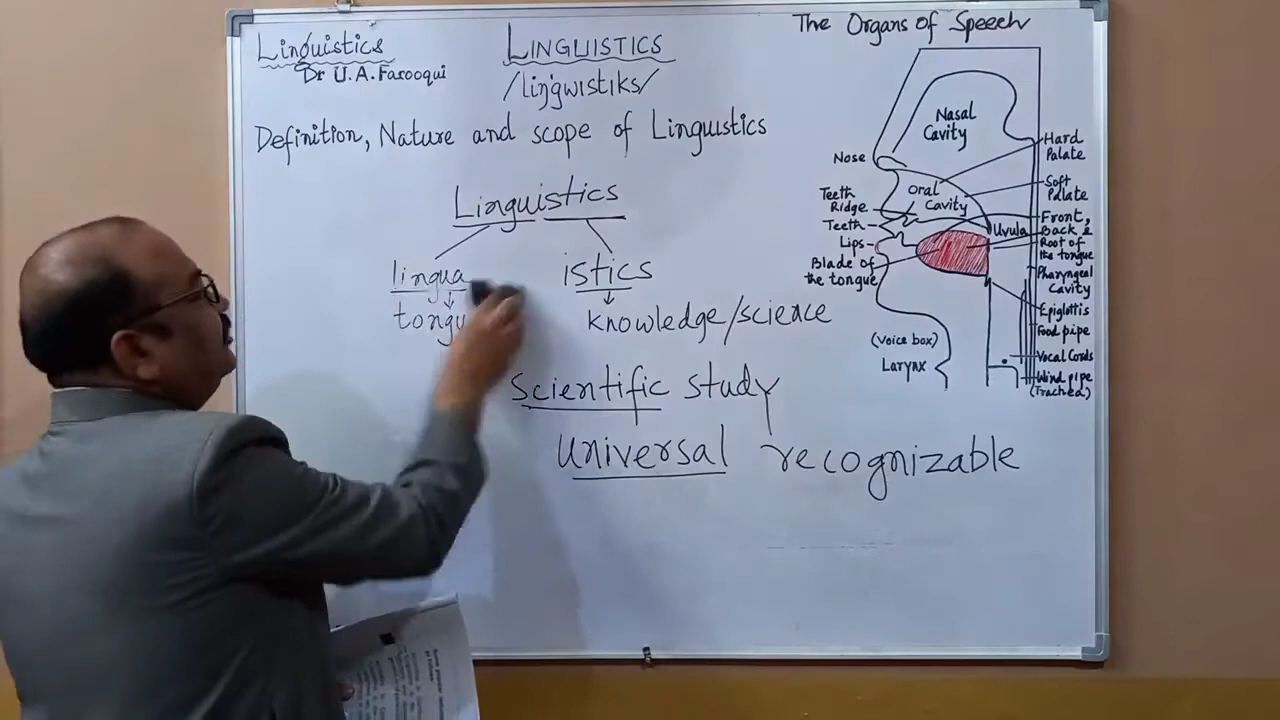 Linguistics
Dr U.A. Farooqui
LINGUISTICS
/liŋgwistiks/
Definition, Nature and scope of Linguistics
Linguistics
lingua
istics
tongu
knowledge/science
Scientific study
Universal recognizable
The Organs of Speech
Nasal
Cavity
Nose
Oral
Cavity
Teeth
Ridge
Teeth
Lips
Blade of
the tongue
(Voice box)
Larynx
Hard
Palate
Soft
Palate
Uvula
Front,
Back &
Root of
the tongue
Pharyngeal
Cavity
Epiglottis
Food pipe
Vocal Cords
Wind pipe
(Trachea)